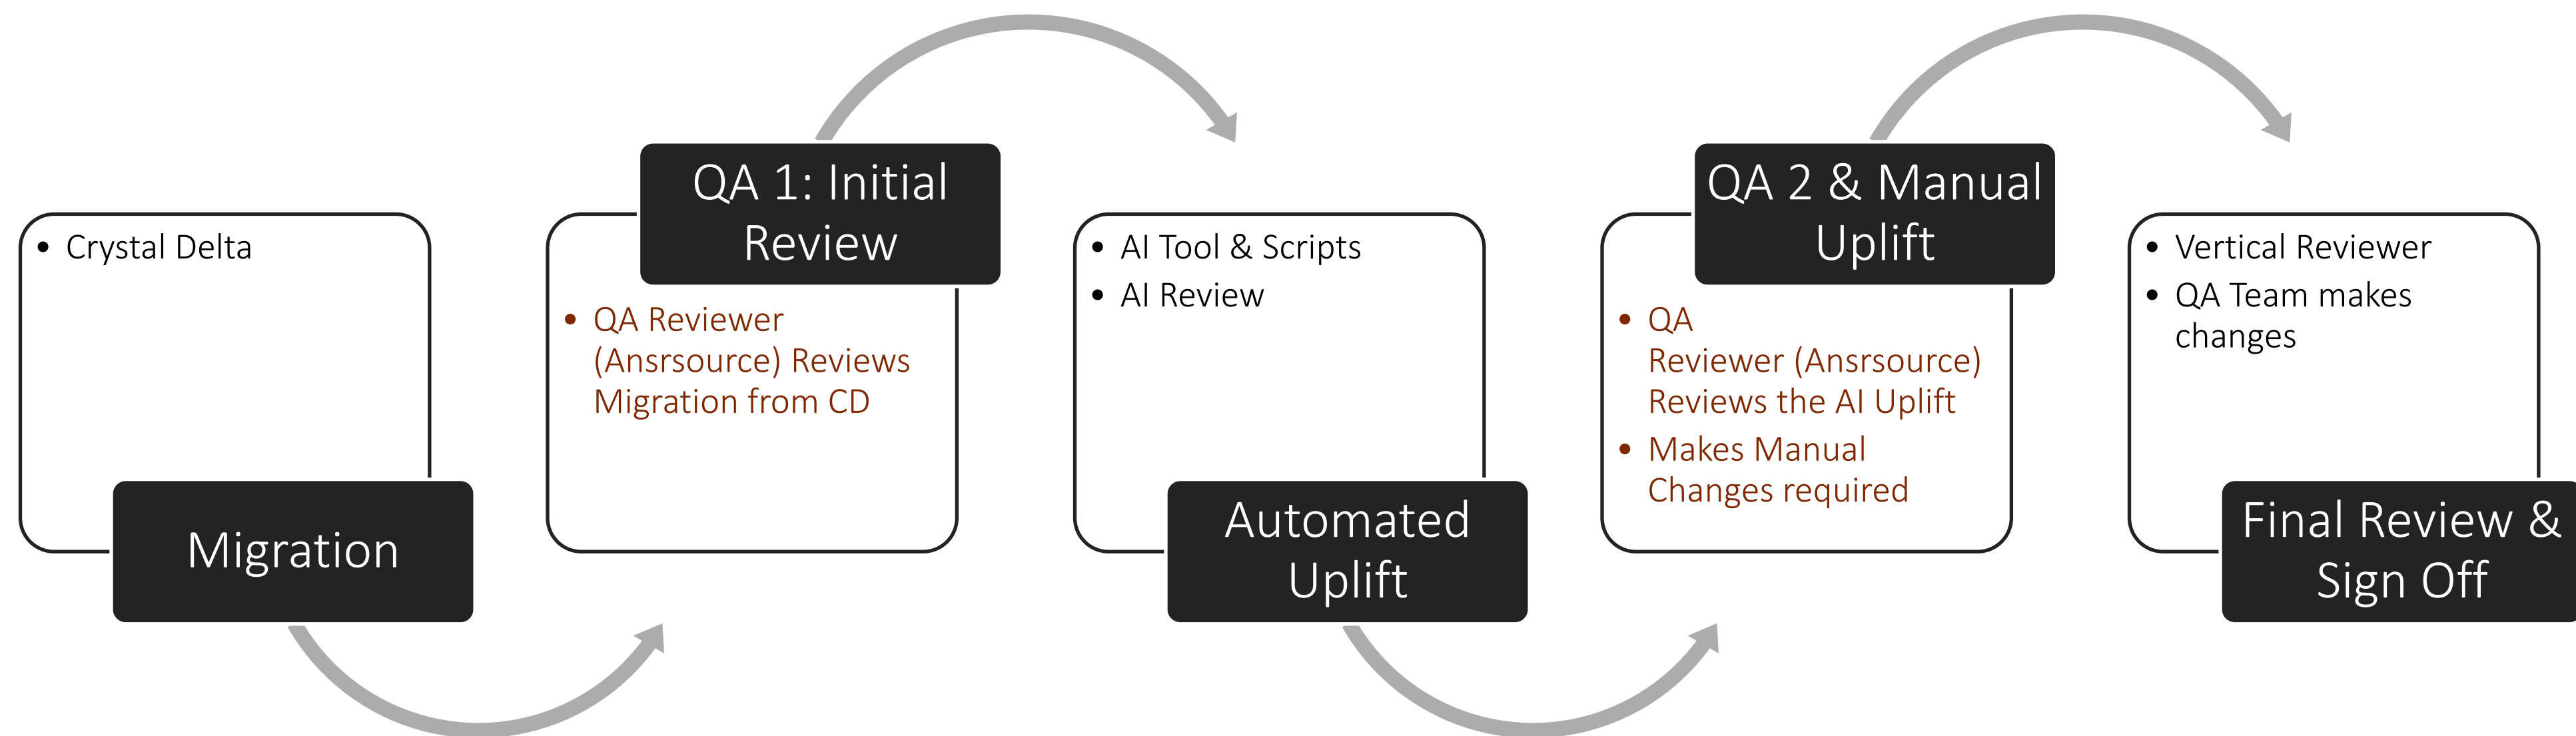 • Crystal Delta
Migration
QA 1: Initial
Review
• QA Reviewer
(Ansrsource) Reviews
Migration from CD
• AI Tool & Scripts
• AI Review
Automated
Uplift
QA 2 & Manual
Uplift
• QA
Reviewer (Ansrsource)
Reviews the AI Uplift
• Makes Manual
Changes required
• Vertical Reviewer
• QA Team makes
changes
Final Review &
Sign Off